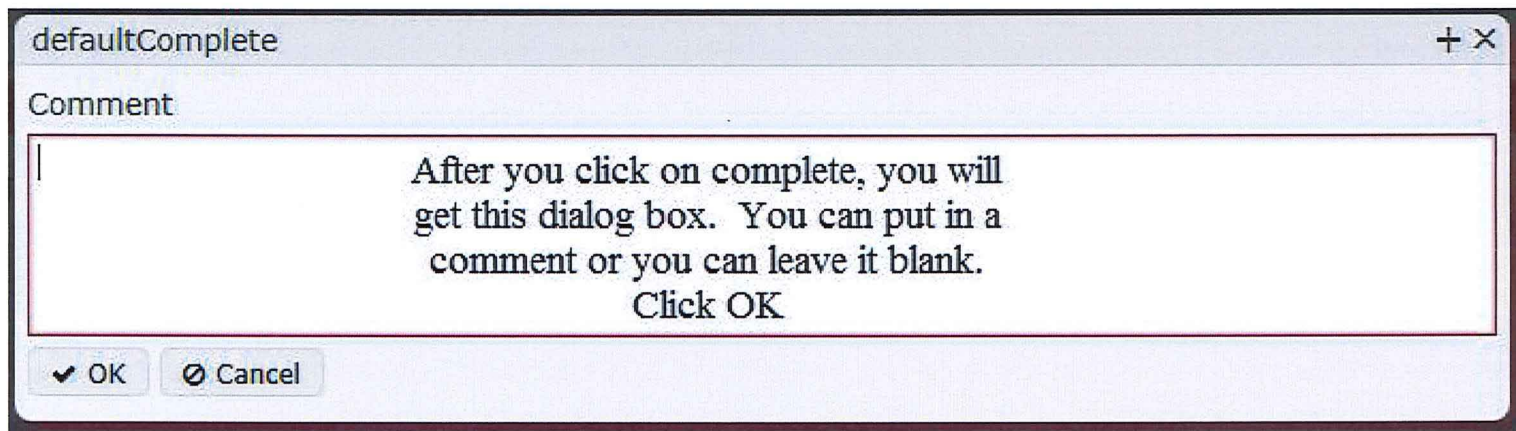 defaultComplete
Comment
After you click on complete, you will
get this dialog box. You can put in a
comment or you can leave it blank.
Click OK
OK Cancel